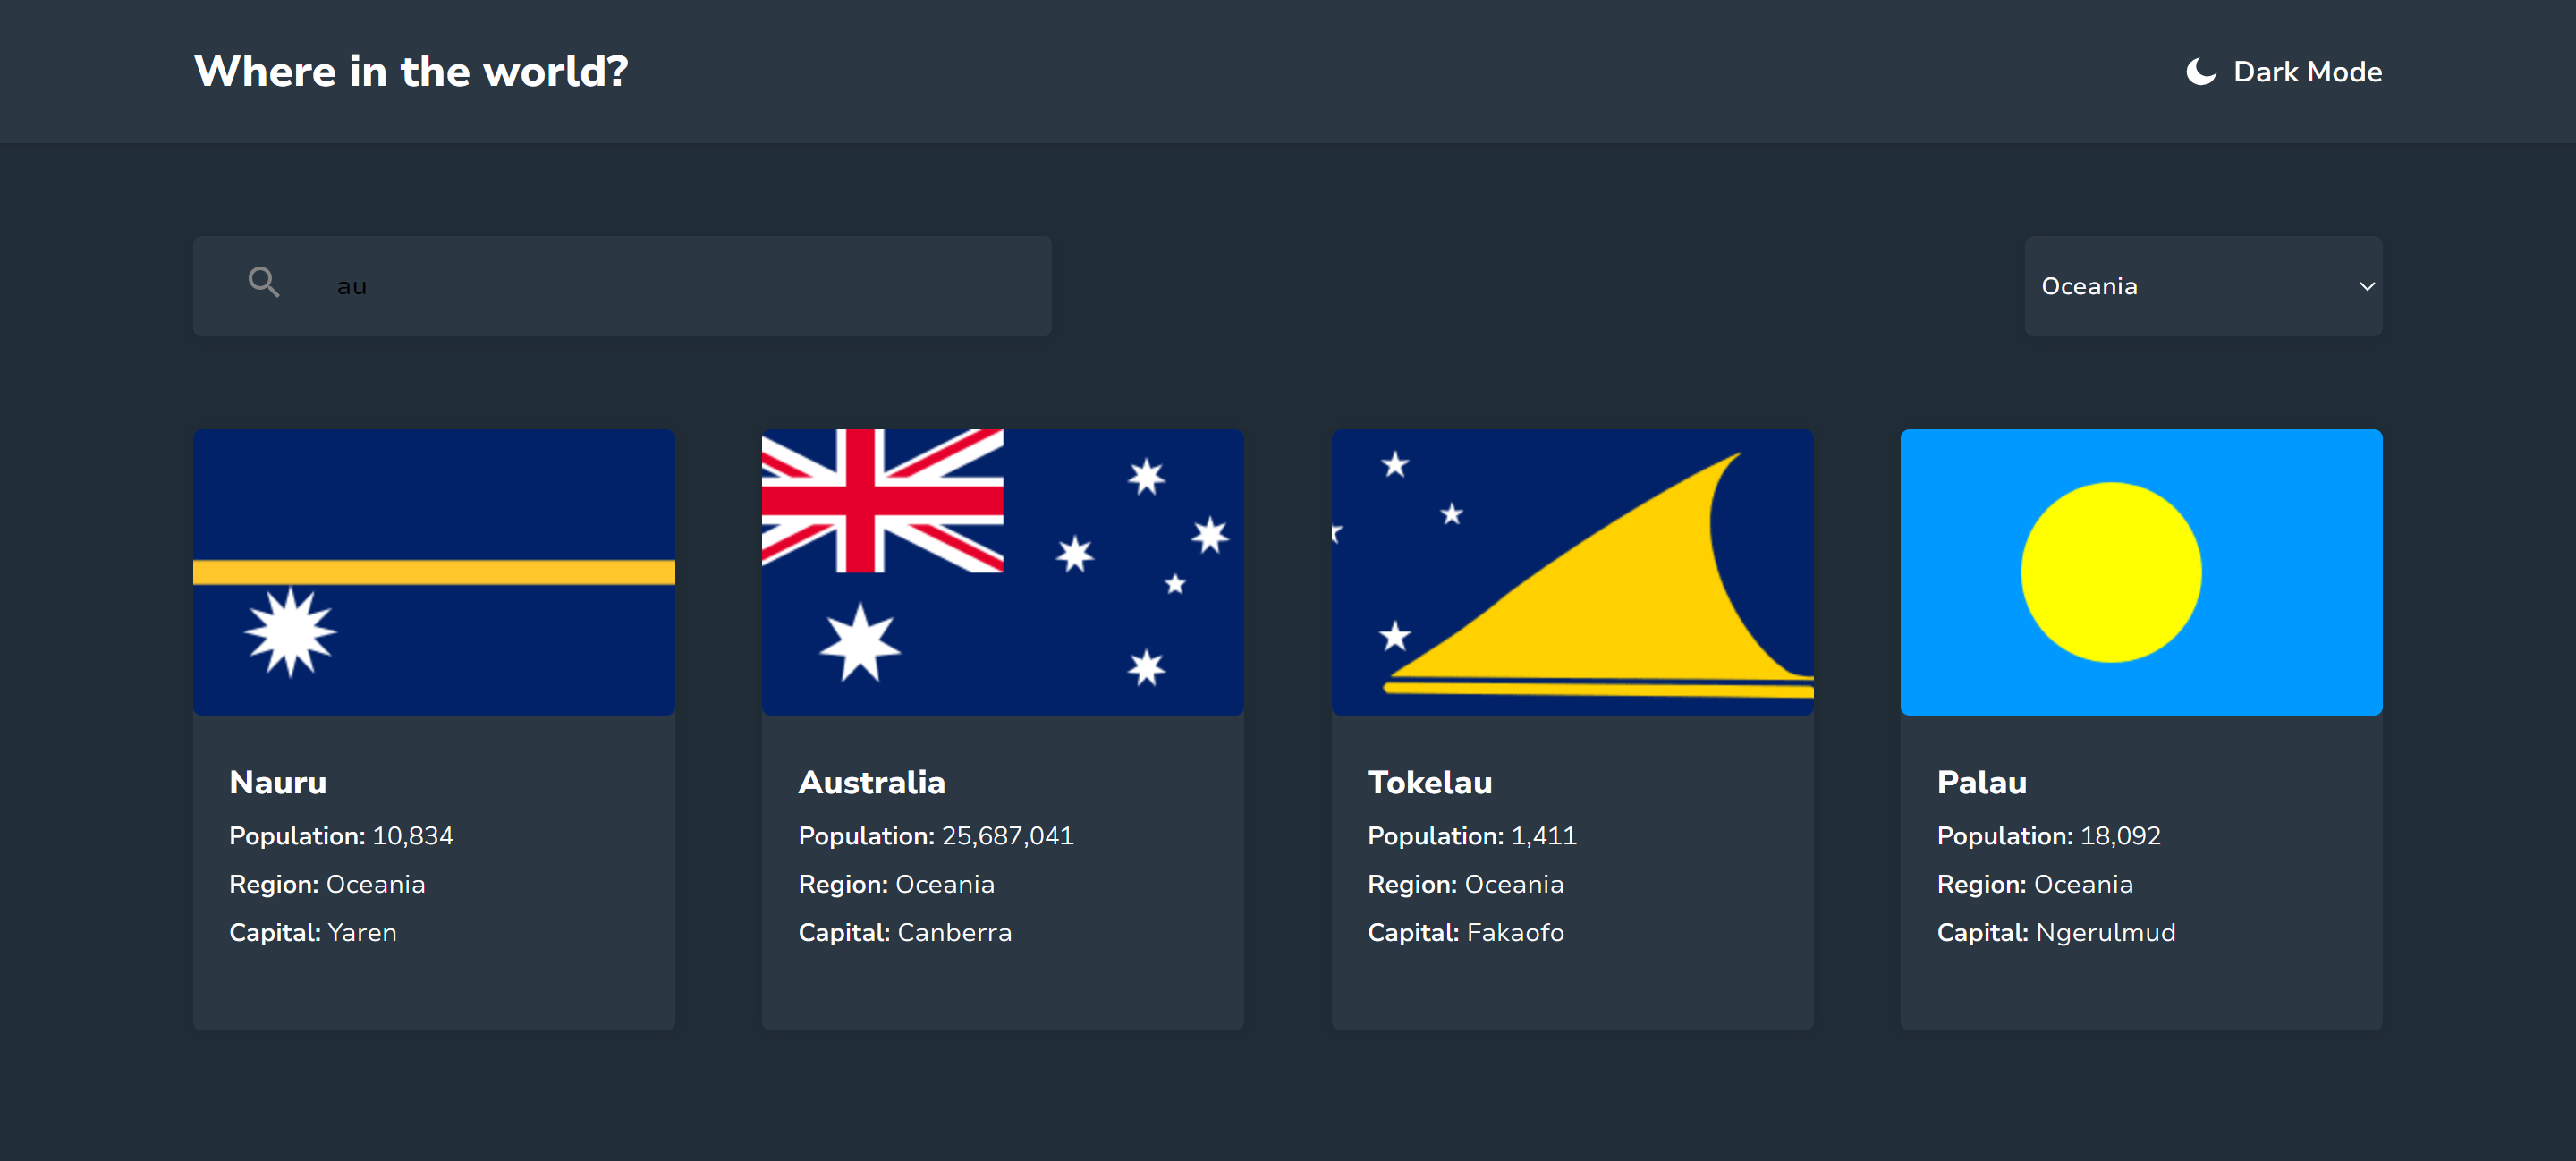 Where in the world?
Dark Mode
au
Oceania
Nauru
Population: 10,834
Region: Oceania
Capital: Yaren
Australia
Population: 25,687,041
Region: Oceania
Capital: Canberra
Tokelau
Population: 1,411
Region: Oceania
Capital: Fakaofo
Palau
Population: 18,092
Region: Oceania
Capital: Ngerulmud